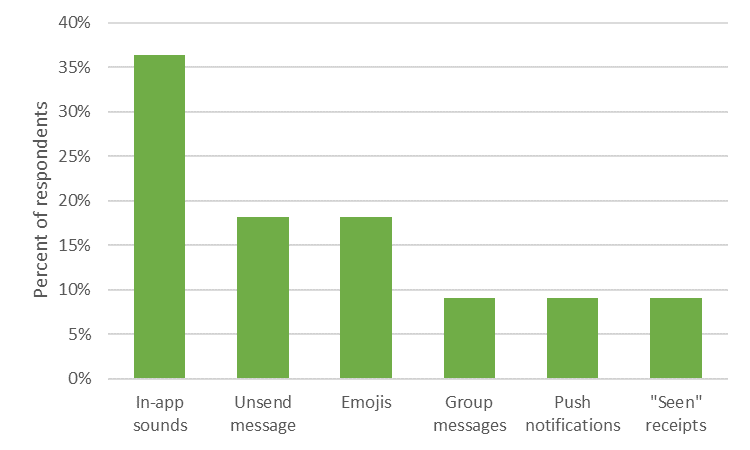 40%
35%
30%
25%
20%
15%
10%
5%
0%
Percent of respondents
In-app
sounds
Unsend
message
Emojis
Group
messages
Push
notifications
"Seen"
receipts